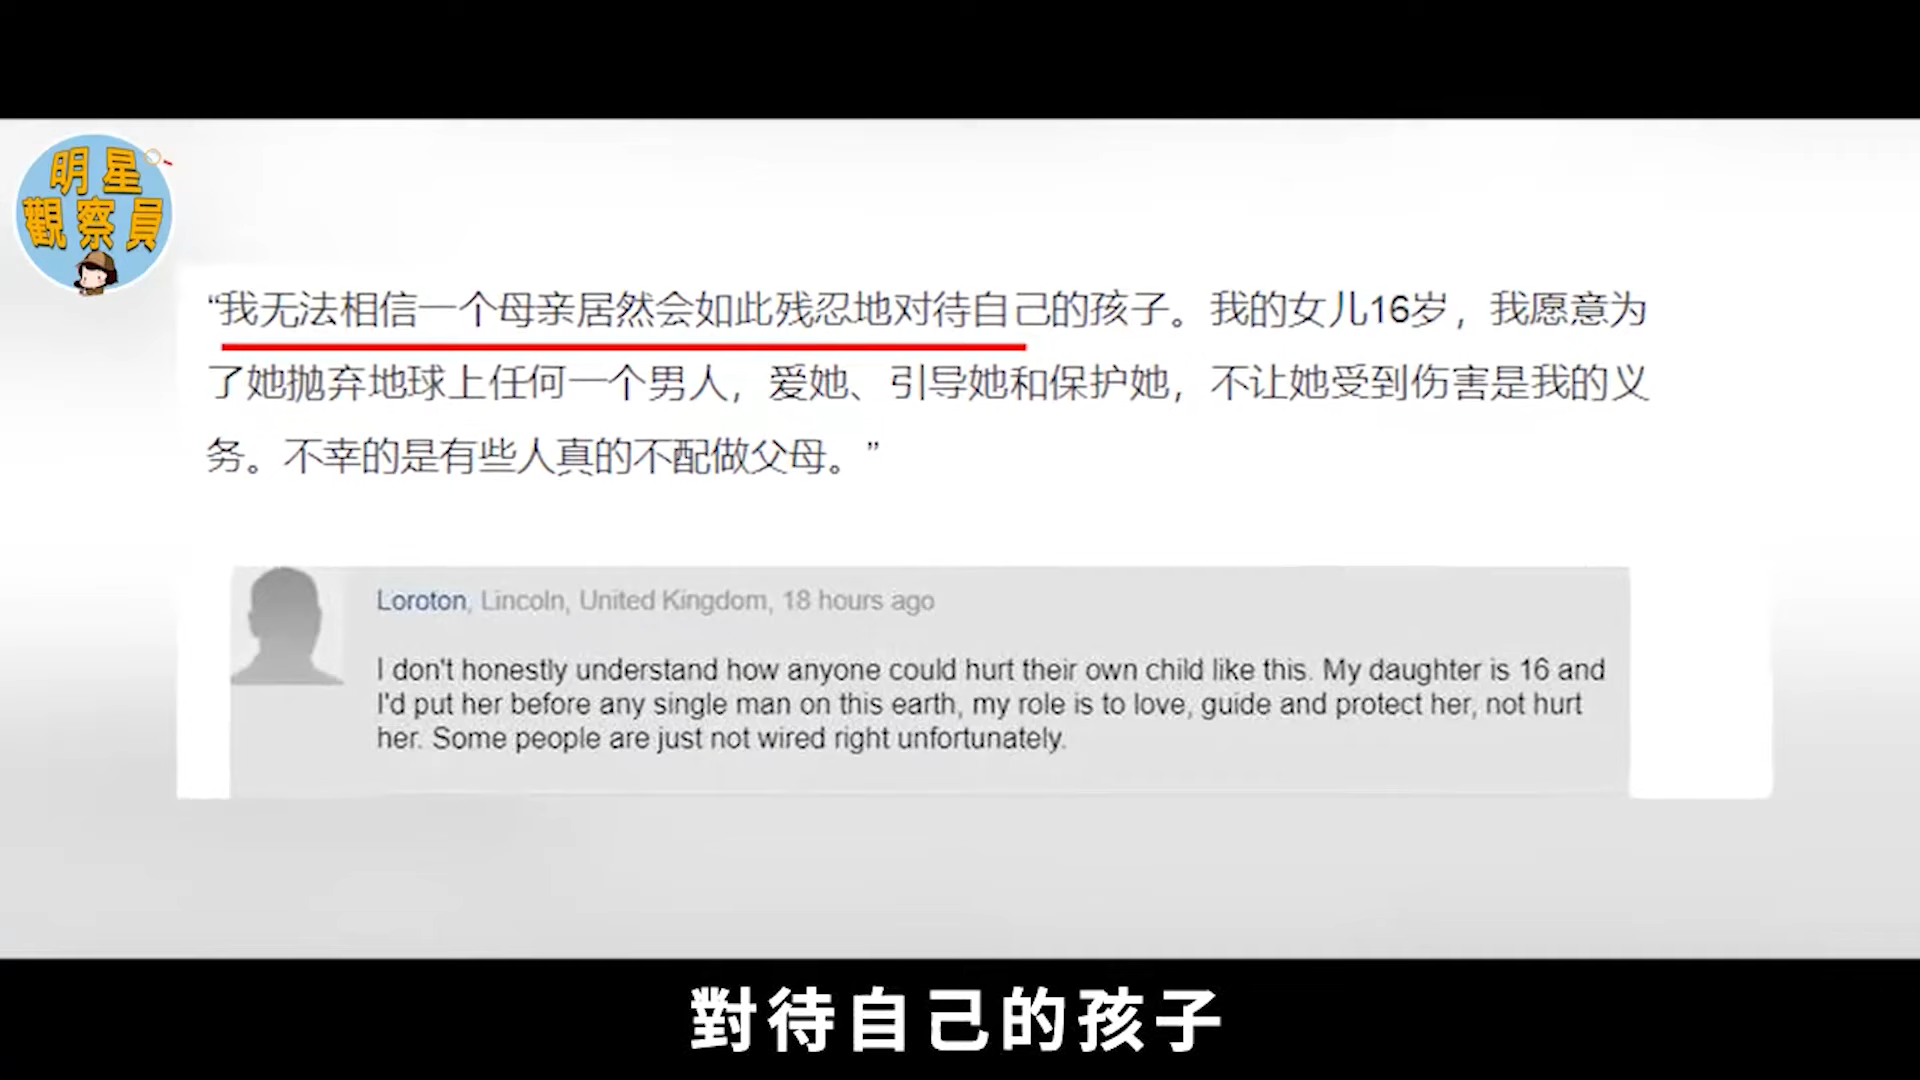 明星
觀察員
“我无法相信一个母亲居然会如此残忍地对待自己的孩子。我的女儿16岁，我愿意为
了她抛弃地球上任何一个男人，爱她、引导她和保护她，不让她受到伤害是我的义
务。不幸的是有些人真的不配做父母。”
Loroton, Lincoln, United Kingdom, 18 hours ago
I don't honestly understand how anyone could hurt their own child like this. My daughter is 16 and
I'd put her before any single man on this earth, my role is to love, guide and protect her, not hurt
her. Some people are just not wired right unfortunately.
對待自己的孩子